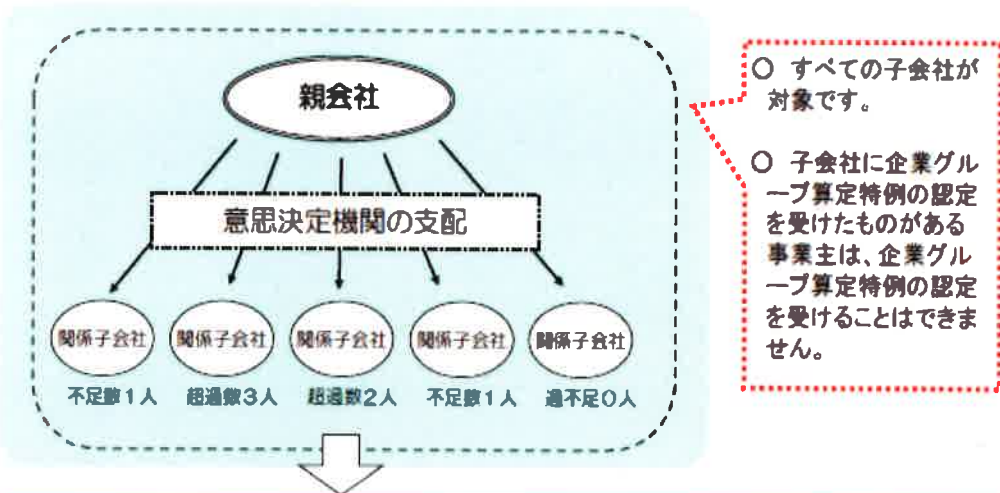 親会社
意思決定機関の支配
関係子会社 関係子会社 関係子会社 関係子会社 関係子会社
不足数1人 超過数3人 超過数2人 不足数1人 過不足0人
○ すべての子会社が
対象です。
○ 子会社に企業グル
ープ算定特例の認定
を受けたものがある
事業主は、企業グル
ープ算定特例の認定
を受けることはできま
せん。